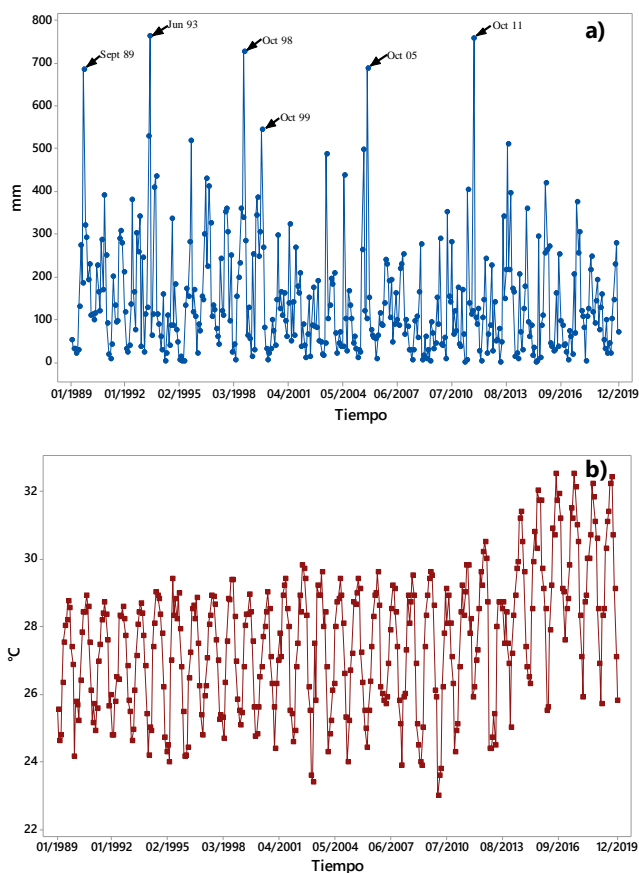 800
a)
Jun 93
Oct 98
Oct 11
700
Sept 89
Oct 05
600
Oct 99
500
mm
400
300
200
100
0
01/1989 01/1992 02/1995 03/1998 04/2001 05/2004 06/2007 07/2010 08/2013 09/2016 12/2019
Tiempo
b)
32
30
°C
28
26
24
22
01/1989 01/1992 02/1995 03/1998 04/2001 05/2004 06/2007 07/2010 08/2013 09/2016 12/2019
Tiempo